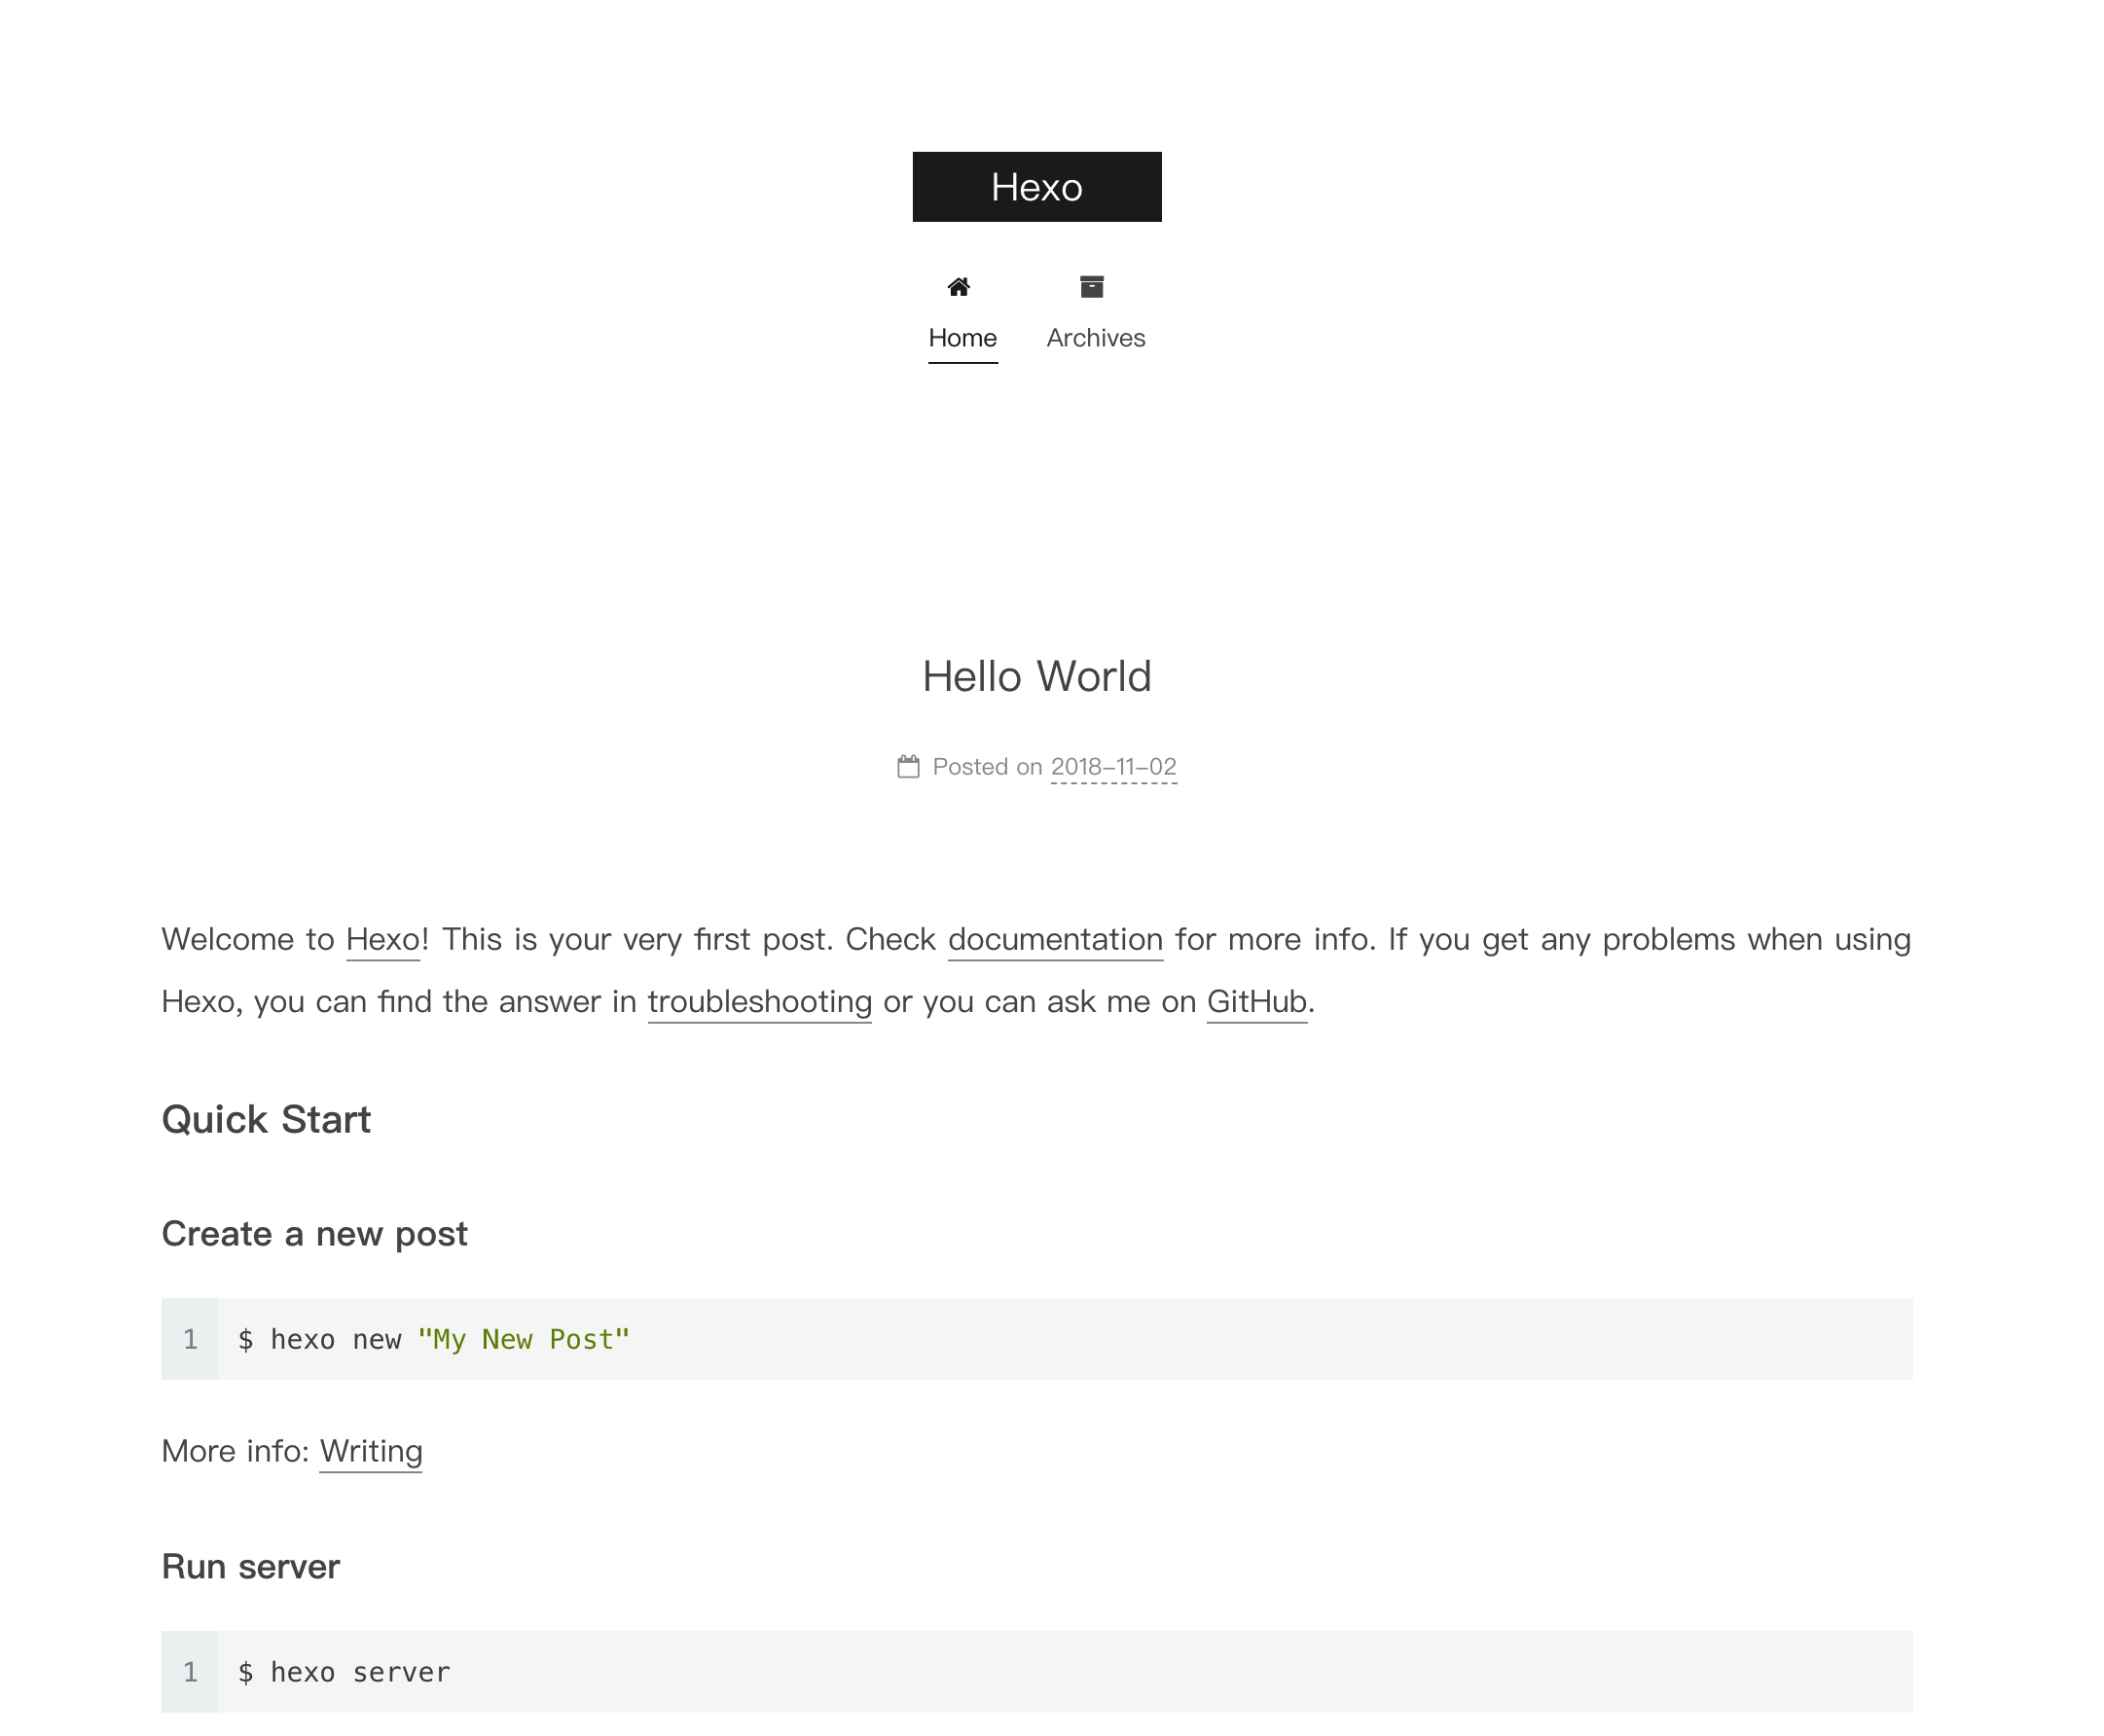 Hexo
Home Archives
Hello World
Posted on 2018-11-02
Welcome to Hexo! This is your very first post. Check documentation for more info. If you get any problems when using
Hexo, you can find the answer in troubleshooting or you can ask me on GitHub.
Quick Start
Create a new post
1 $ hexo new "My New Post"
More info: Writing
Run server
1 $ hexo server